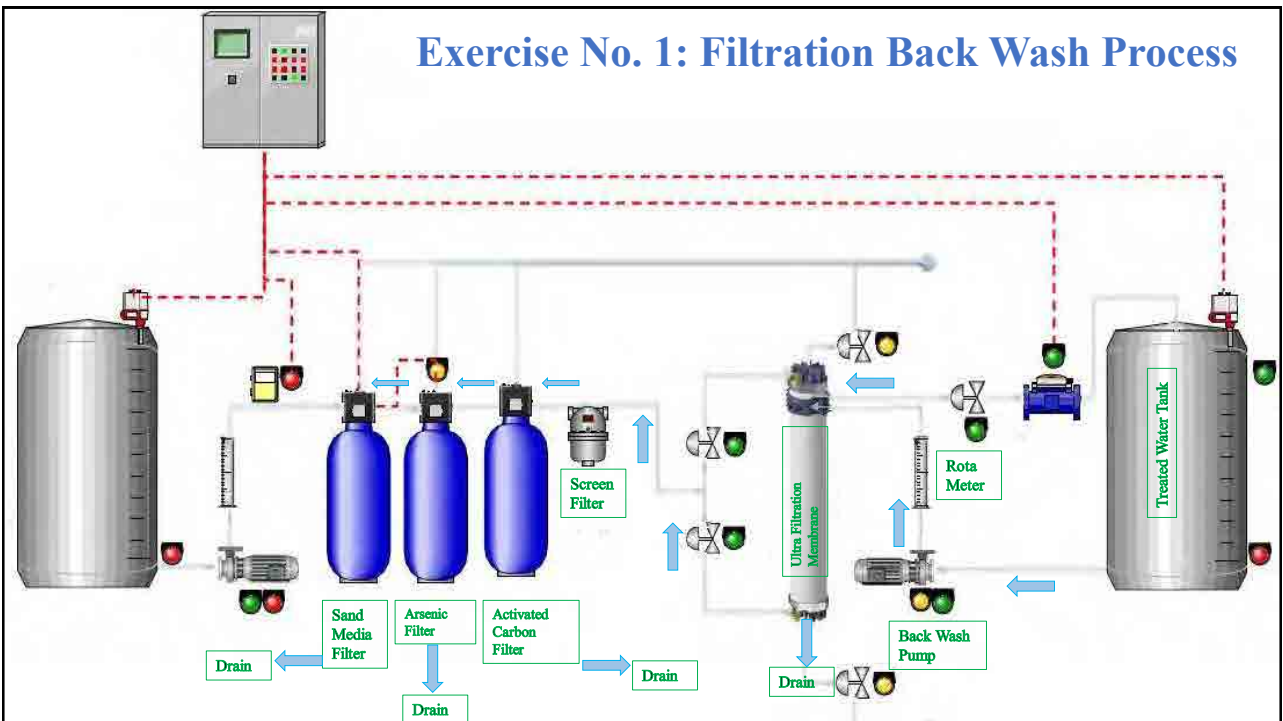 Exercise No. 1: Filtration Back Wash Process
Treated Water Tank
Rota
Meter
Screen
Filter
Ultra Filtration
Membrane
Sand
Media
Filter
Arsenic
Filter
Activated
Carbon
Filter
Back Wash
Pump
Drain
Drain
Drain
Drain